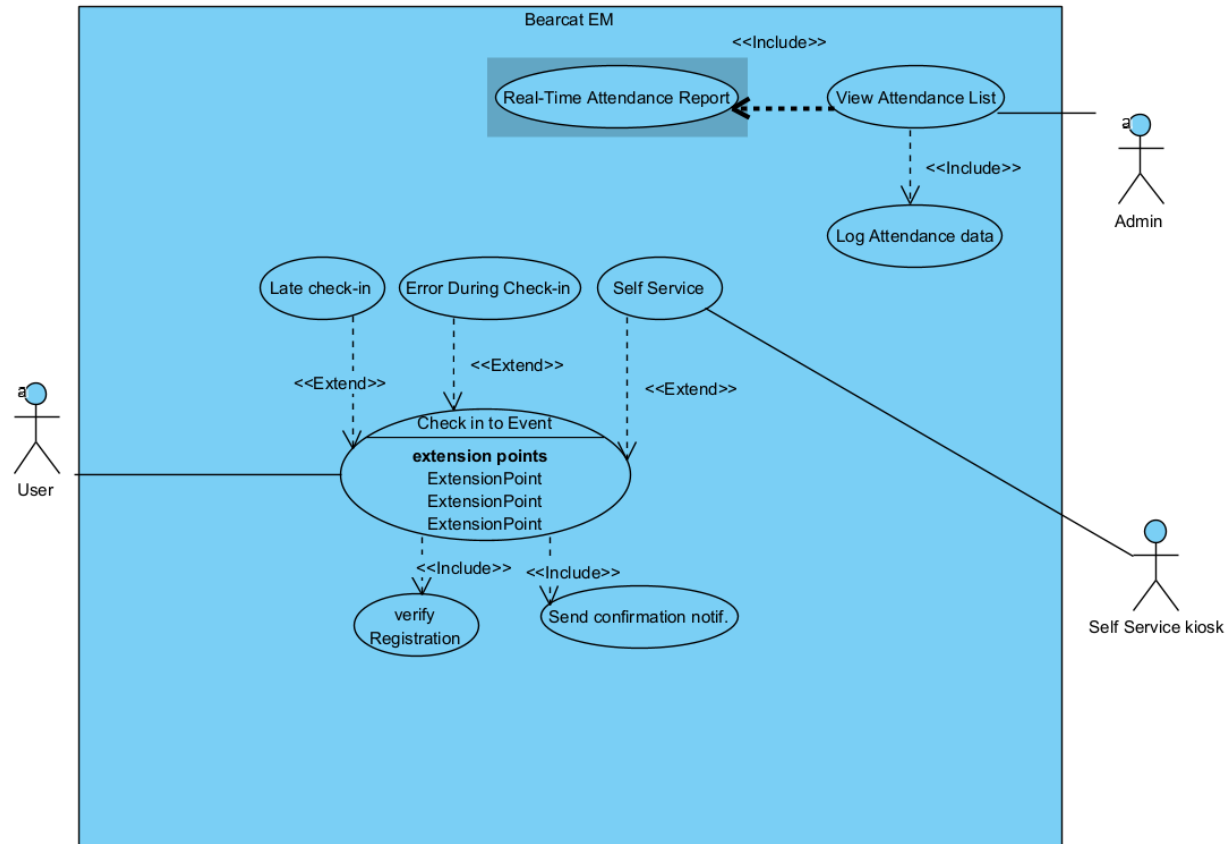 Bearcat EM
<<Include>>
Real-Time Attendance Report
View Attendance List
a
<<Include>>
Admin
Log Attendance data
Late check-in
Error During Check-in
Self Service
<<Extend>>
<<Extend>>
<<Extend>>
a
Check in to Event
extension points
ExtensionPoint
ExtensionPoint
ExtensionPoint
User
<<Include>>
<<Include>>
verify
Registration
Send confirmation notif.
Self Service kiosk